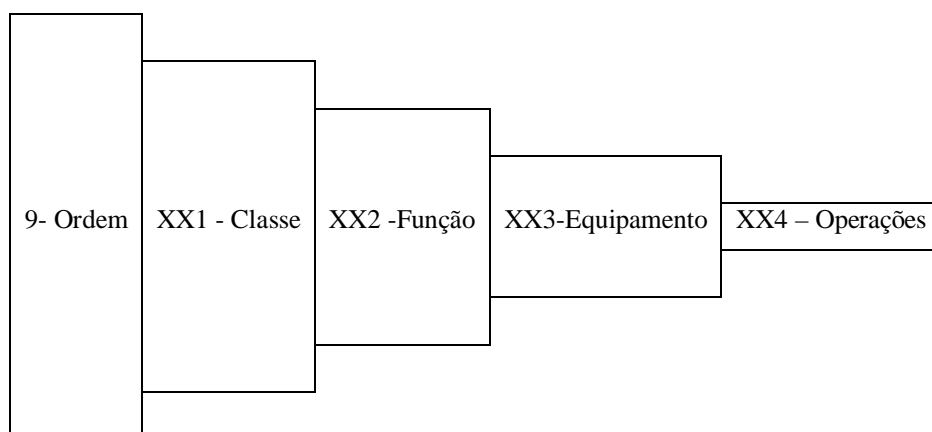 9- Ordem
XX1 - Classe
XX2 -Função
XX3-Equipamento
XX4 – Operações